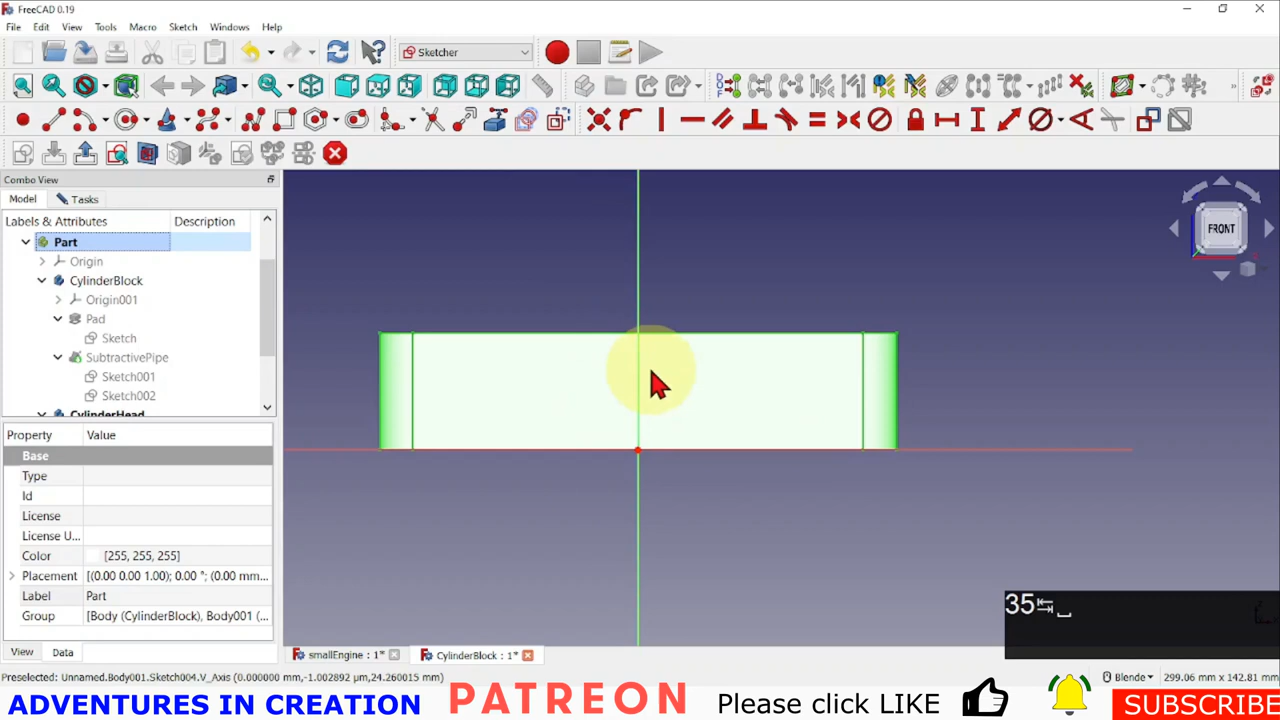 FreeCAD 0.19
File Edit View Tools Macro Sketch Windows Help
Sketcher
Combo View
Model Tasks
Labels & Attributes Description
Part
Origin
CylinderBlock
Origin001
Pad
Sketch
SubtractivePipe
Sketch001
Sketch002
CylinderHead
Property Value
Base
Type
Id
License
License U...
Color [255, 255, 255]
Placement [(0.00 0.00 1.00); 0.00 °; (0.00 mm...
Label Part
Group [Body (CylinderBlock), Body001 (...
View Data
FRONT
35
smallEngine : 1*
CylinderBlock : 1*
Preselected: Unnamed.Body001.Sketch004.V_Axis (0.000000 mm,-1.002892 µm,24.260015 mm)
Blende
299.06 mm x 142.81 mm
ADVENTURES IN CREATION PATREON Please click LIKE SUBSCRIBE